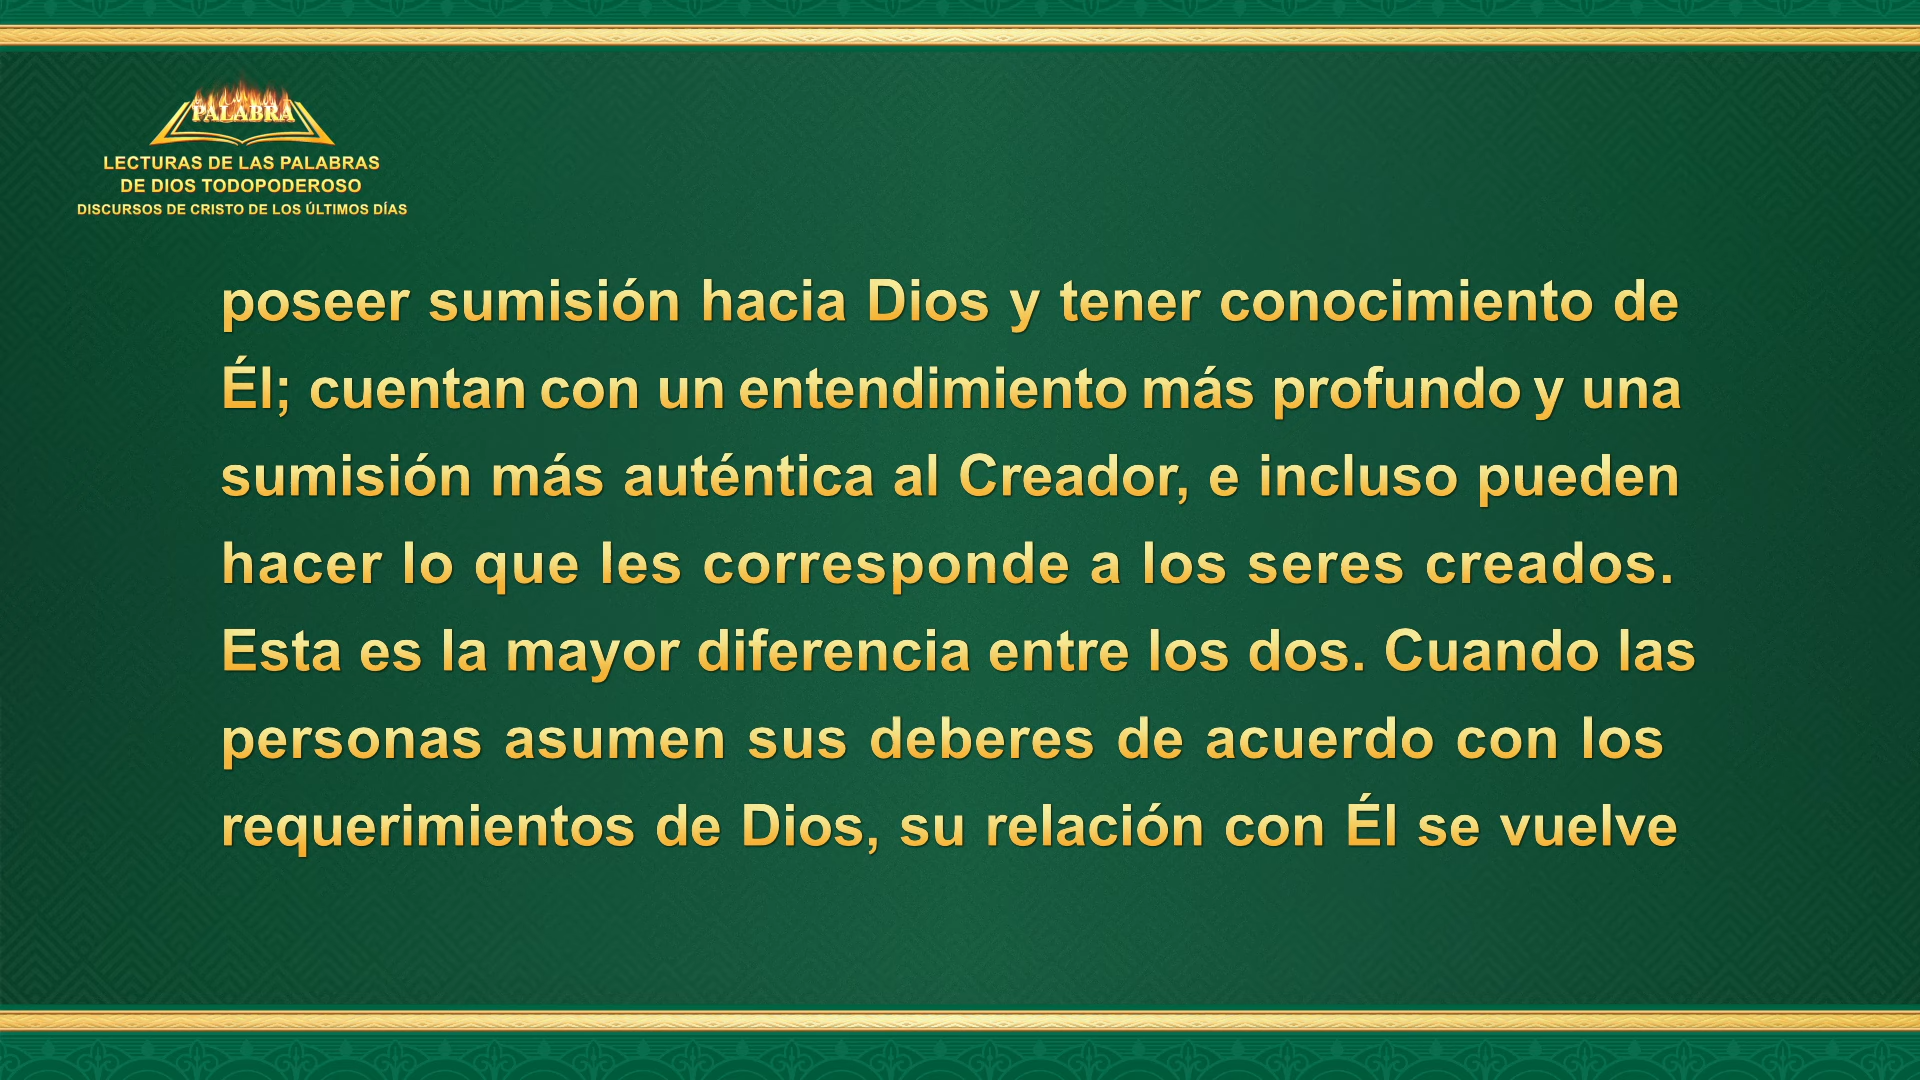 PALABRA
LECTURAS DE LAS PALABRAS
DE DIOS TODOPODEROSO
DISCURSOS DE CRISTO DE LOS ÚLTIMOS DÍAS
poseer sumisión hacia Dios y tener conocimiento de
Él; cuentan con un entendimiento más profundo y una
sumisión más auténtica al Creador, e incluso pueden
hacer lo que les corresponde a los seres creados.
Esta es la mayor diferencia entre los dos. Cuando las
personas asumen sus deberes de acuerdo con los
requerimientos de Dios, su relación con Él se vuelve